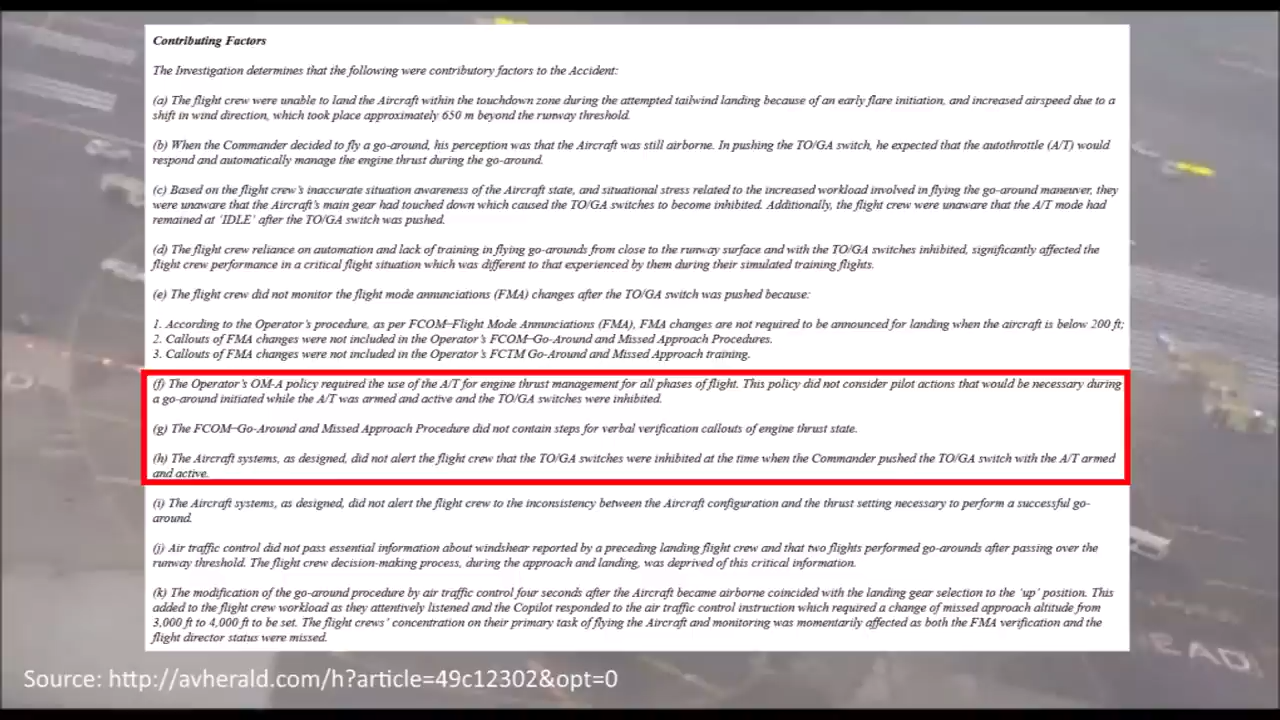 Contributing Factors
The Investigation determines that the following were contributory factors to the Accident:
(a) The flight crew were unable to land the Aircraft within the touchdown zone during the attempted tailwind landing because of an early flare initiation, and increased airspeed due to a
shift in wind direction, which took place approximately 650 m beyond the runway threshold.
(b) When the Commander decided to fly a go-around, his perception was that the Aircraft was still airborne. In pushing the TO/GA switch, he expected that the autothrottle (A/T) would
respond and automatically manage the engine thrust during the go-around.
(c) Based on the flight crew's inaccurate situation awareness of the Aircraft state, and situational stress related to the increased workload involved in flying the go-around maneuver, they
were unaware that the Aircraft's main gear had touched down which caused the TO/GA switches to become inhibited. Additionally, the flight crew were unaware that the A/T mode had
remained at 'IDLE' after the TO/GA switch was pushed.
(d) The flight crew reliance on automation and lack of training in flying go-arounds from close to the runway surface and with the TO/GA switches inhibited, significantly affected the
flight crew performance in a critical flight situation which was different to that experienced by them during their simulated training flights.
(e) The flight crew did not monitor the flight mode annunciations (FMA) changes after the TO/GA switch was pushed because:
1. According to the Operator's procedure, as per FCOM–Flight Mode Annunciations (FMA), FMA changes are not required to be announced for landing when the aircraft is below 200 ft;
2. Callouts of FMA changes were not included in the Operator's FCOM–Go-Around and Missed Approach Procedures.
3. Callouts of FMA changes were not included in the Operator's FCTM Go-Around and Missed Approach training.
(f) The Operator's OM-A policy required the use of the A/T for engine thrust management for all phases of flight. This policy did not consider pilot actions that would be necessary during
a go-around initiated while the A/T was armed and active and the TO/GA switches were inhibited.
(g) The FCOM–Go-Around and Missed Approach Procedure did not contain steps for verbal verification callouts of engine thrust state.
(h) The Aircraft systems, as designed, did not alert the flight crew that the TO/GA switches were inhibited at the time when the Commander pushed the TO/GA switch with the A/T armed
and active.
(i) The Aircraft systems, as designed, did not alert the flight crew to the inconsistency between the Aircraft configuration and the thrust setting necessary to perform a successful go-
around.
(j) Air traffic control did not pass essential information about windshear reported by a preceding landing flight crew and that two flights performed go-arounds after passing over the
runway threshold. The flight crew decision-making process, during the approach and landing, was deprived of this critical information.
(k) The modification of the go-around procedure by air traffic control four seconds after the Aircraft became airborne coincided with the landing gear selection to the 'up' position. This
added to the flight crew workload as they attentively listened and the Copilot responded to the air traffic control instruction which required a change of missed approach altitude from
3,000 ft to 4,000 ft to be set. The flight crews' concentration on their primary task of flying the Aircraft and monitoring was momentarily affected as both the FMA verification and the
flight director status were missed.
Source: http://avherald.com/h?article=49c12302&opt=0